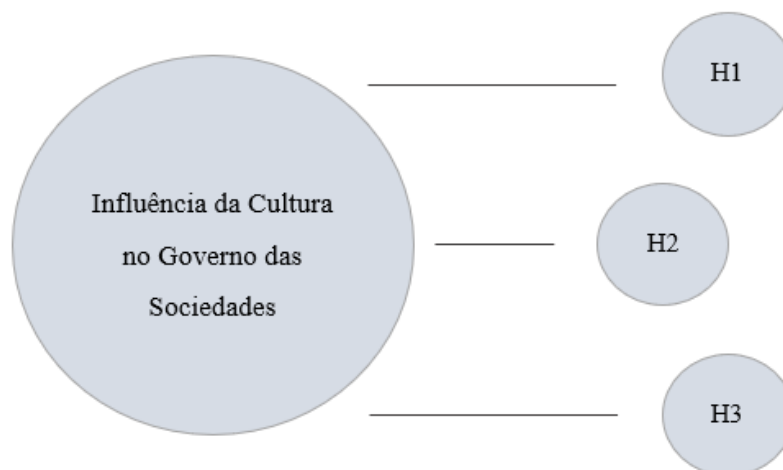 Influência da Cultura
no Governo das
Sociedades
H1
H2
H3